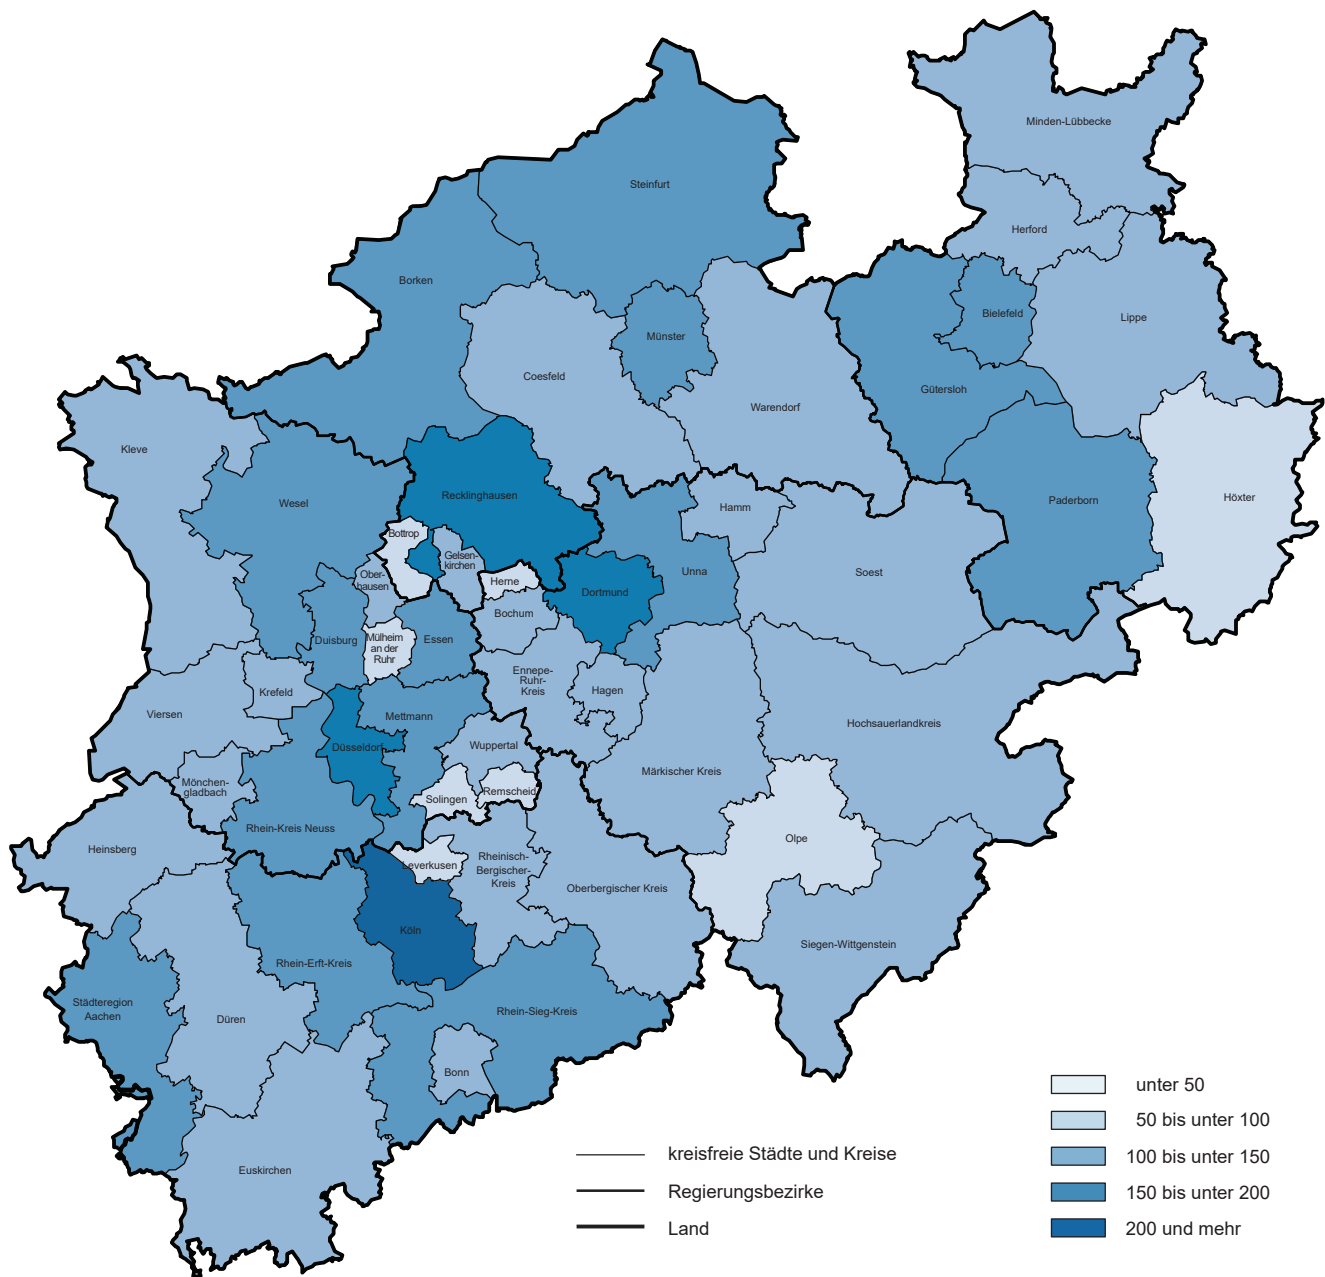 Minden-Lübbecke
Steinfurt
Herford
Borken
Bielefeld
Lippe
Münster
Coesfeld
Gütersloh
Warendorf
Kleve
Recklinghausen
Wesel
Hamm
Paderborn
Höxter
Bottrop
Gelsen-
kirchen
Ober-
hausen
Herne
Dortmund
Unna
Soest
Bochum
Duisburg
Mülheim
an der
Ruhr
Essen
Ennepe-
Ruhr-
Kreis
Hagen
Krefeld
Viersen
Mettmann
Hochsauerlandkreis
Düsseldorf
Wuppertal
Märkischer Kreis
Mönchen-
gladbach
Solingen
Remscheid
Rhein-Kreis Neuss
Olpe
Heinsberg
Leverkusen
Rheinisch-
Bergischer-
Kreis
Oberbergischer Kreis
Köln
Siegen-Wittgenstein
Rhein-Erft-Kreis
Städteregion
Aachen
Düren
Rhein-Sieg-Kreis
Bonn
Euskirchen
kreisfreie Städte und Kreise
Regierungsbezirke
Land
unter 50
50 bis unter 100
100 bis unter 150
150 bis unter 200
200 und mehr